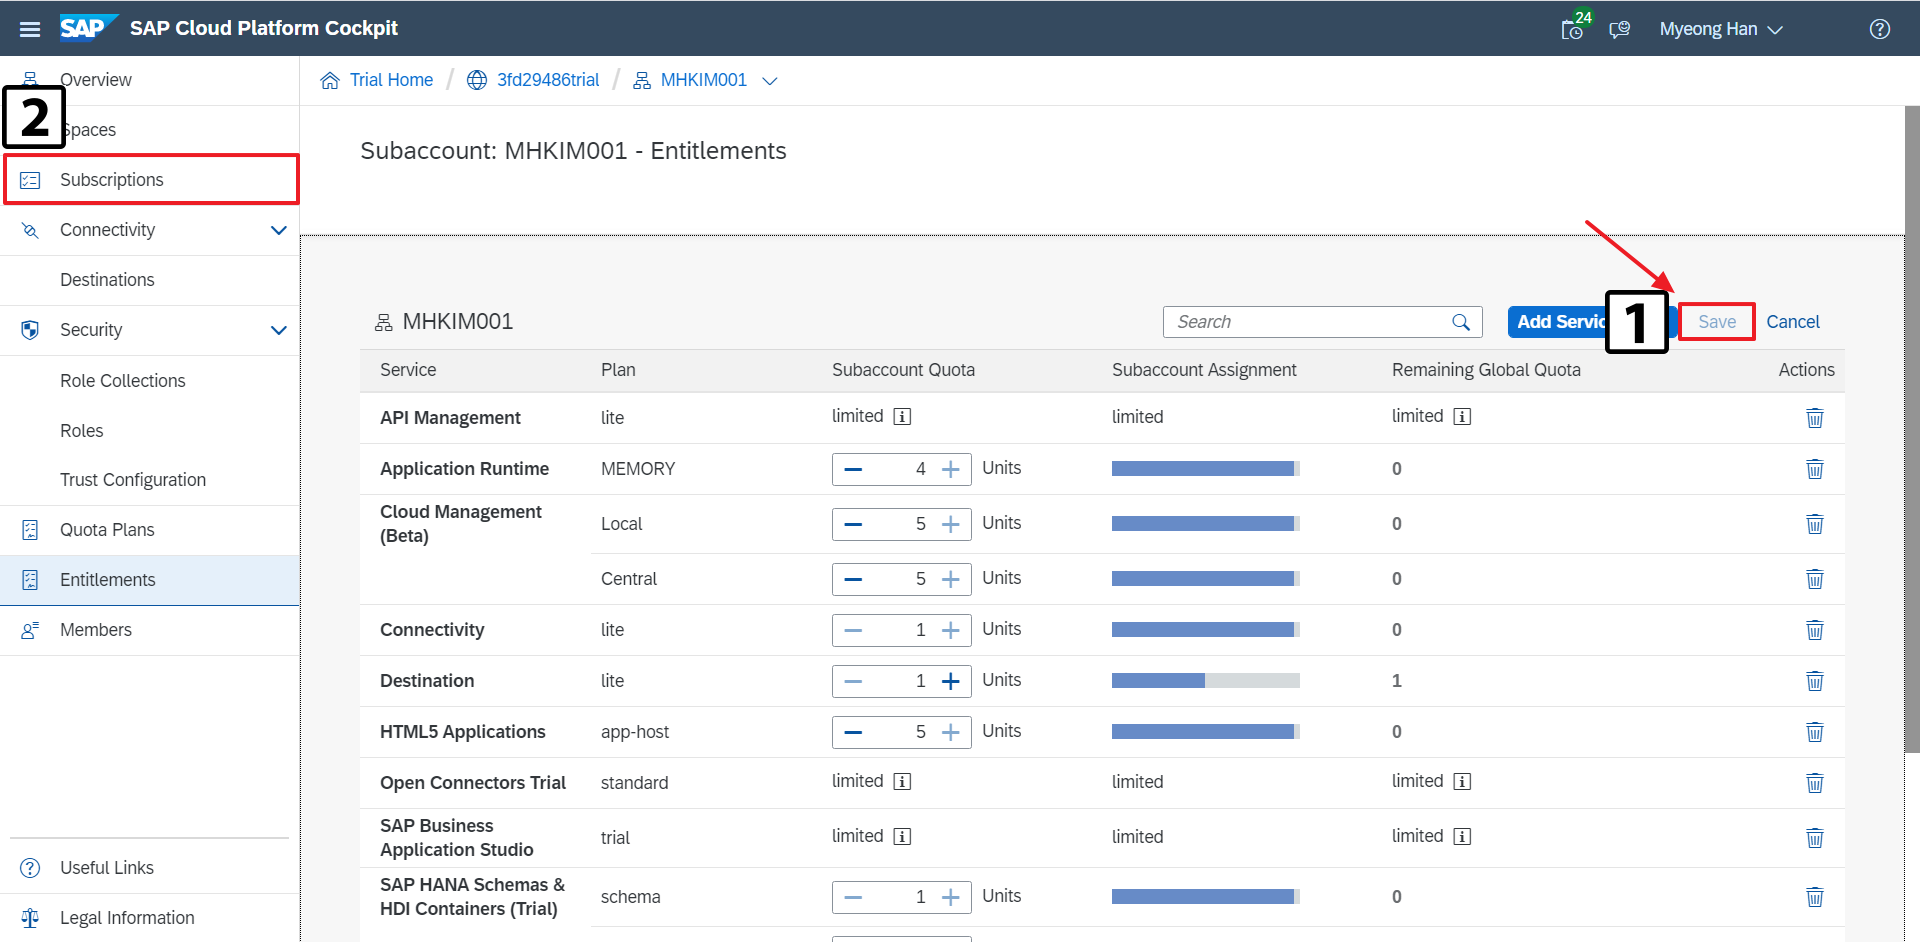 SAP SAP Cloud Platform Cockpit
24
Myeong Han
Overview
Trial Home / 3fd29486trial / MHKIM001
2
Spaces
Subscriptions
Connectivity
Destinations
Security
Role Collections
Roles
Trust Configuration
Quota Plans
Entitlements
Members
Useful Links
Legal Information
Subaccount: MHKIM001 - Entitlements
MHKIM001
Search
Add Servic
1
Save
Cancel
Service Plan Subaccount Quota Subaccount Assignment Remaining Global Quota Actions
API Management lite limited limited limited
Application Runtime MEMORY 4 Units 0
Cloud Management
(Beta)
Local 5 Units 0
Central 5 Units 0
Connectivity lite 1 Units 0
Destination lite 1 Units 1
HTML5 Applications app-host 5 Units 0
Open Connectors Trial standard limited limited limited
SAP Business
Application Studio
trial limited limited limited
SAP HANA Schemas &
HDI Containers (Trial)
schema 1 Units 0